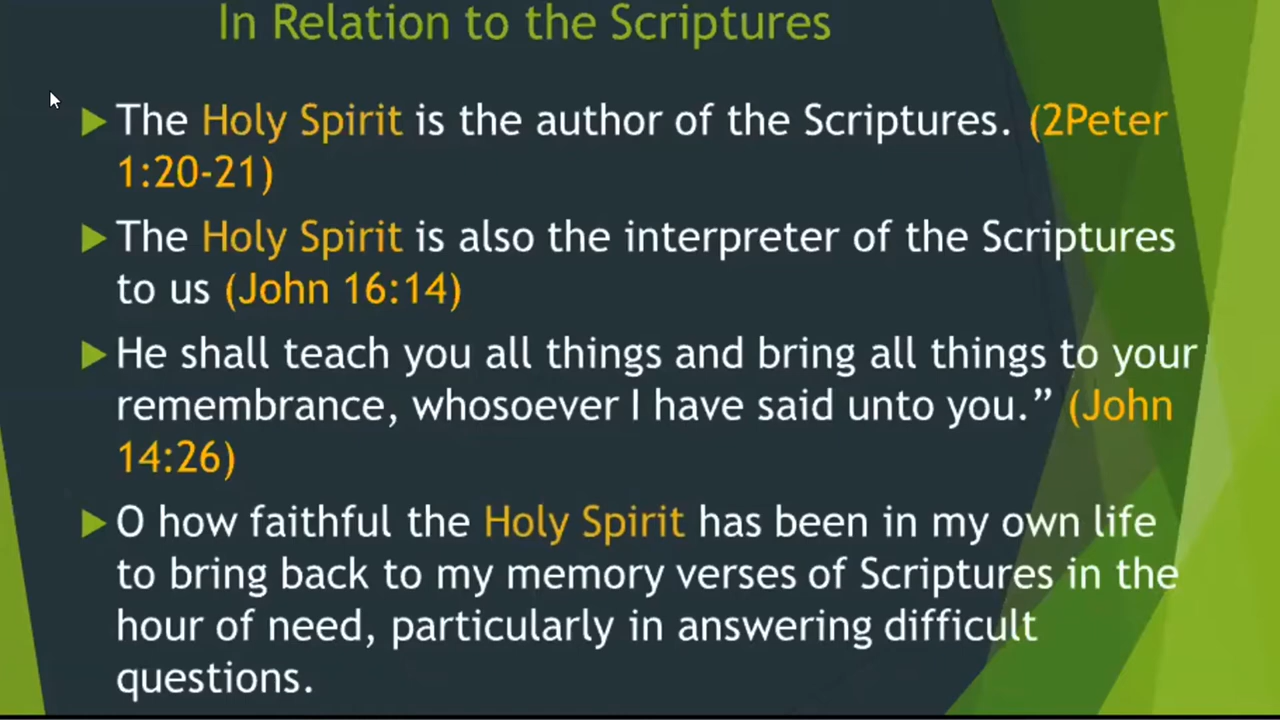 In Relation to the Scriptures
The Holy Spirit is the author of the Scriptures. (2Peter
1:20-21)
The Holy Spirit is also the interpreter of the Scriptures
to us (John 16:14)
He shall teach you all things and bring all things to your
remembrance, whosoever I have said unto you.” (John
14:26)
O how faithful the Holy Spirit has been in my own life
to bring back to my memory verses of Scriptures in the
hour of need, particularly in answering difficult
questions.